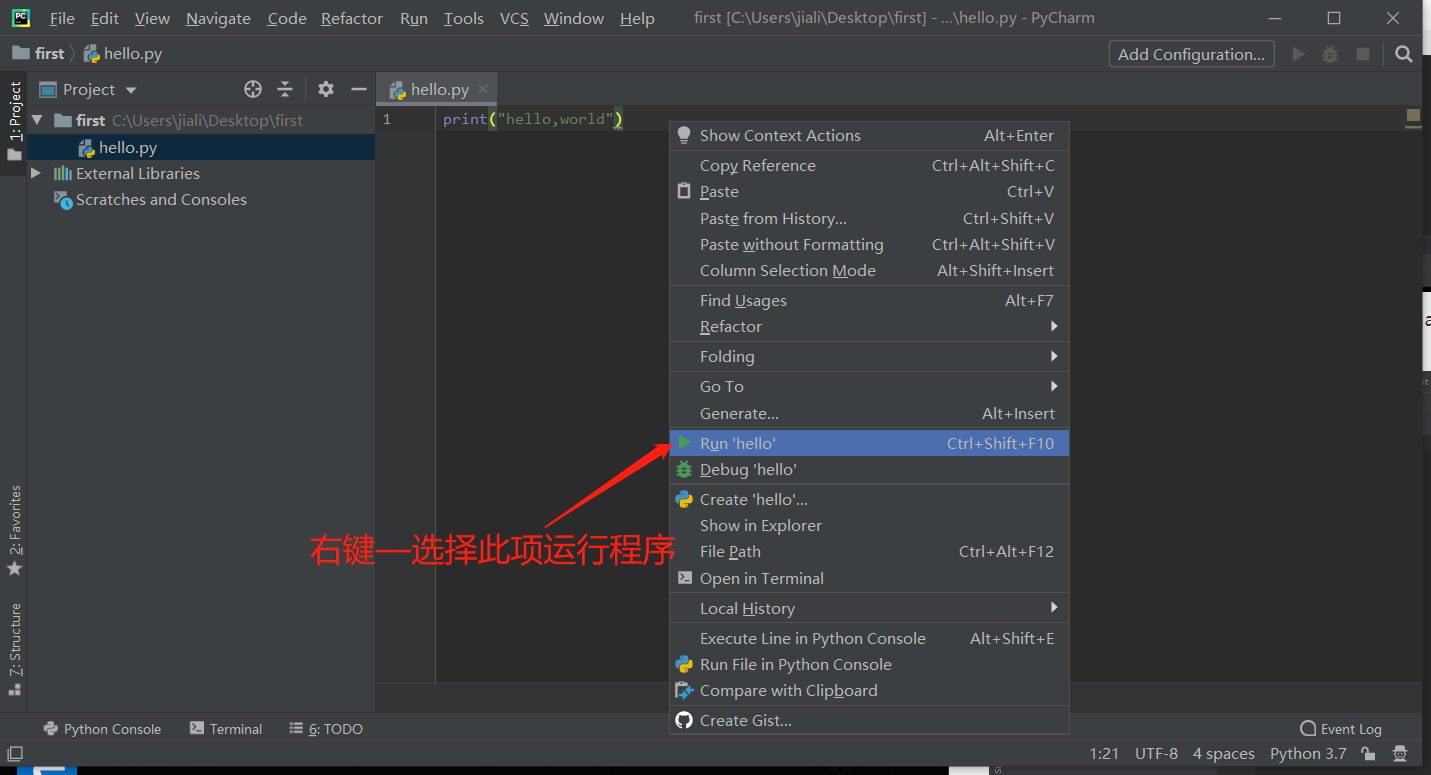 PC File Edit View Navigate Code Refactor Run Tools VCS Window Help first [C:\Users\jiali\Desktop\first] - ...\hello.py - PyCharm
first hello.py Add Configuration...
1: Project
Project
hello.py
first C:\Users\jiali\Desktop\first
hello.py
External Libraries
Scratches and Consoles
1 print("hello,world")
Show Context Actions Alt+Enter
Copy Reference Ctrl+Alt+Shift+C
Paste Ctrl+V
Paste from History... Ctrl+Shift+V
Paste without Formatting Ctrl+Alt+Shift+V
Column Selection Mode Alt+Shift+Insert
Find Usages Alt+F7
Refactor
Folding
Go To
Generate... Alt+Insert
Run 'hello' Ctrl+Shift+F10
Debug 'hello'
Create 'hello'...
Show in Explorer
File Path Ctrl+Alt+F12
Open in Terminal
Local History
Execute Line in Python Console Alt+Shift+E
Run File in Python Console
Compare with Clipboard
Create Gist...
右键—选择此项运行程序
2: Favorites
7: Structure
Python Console Terminal 6: TODO Event Log
1:21 UTF-8 4 spaces Python 3.7